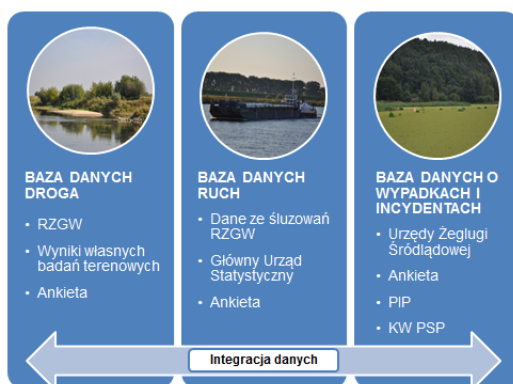 BAZA DANYCH
DROGA
• RZGW
• Wyniki własnych
badań terenowych
• Ankieta
BAZA DANYCH
RUCH
• Dane ze śluzowań
RZGW
• Główny Urząd
Statystyczny
• Ankieta
BAZA DANYCH O
WYPADKACH I
INCYDENTACH
• Urzędy Żeglugi
Śródlądowej
• Ankieta
• PIP
• KW PSP
Integracja danych